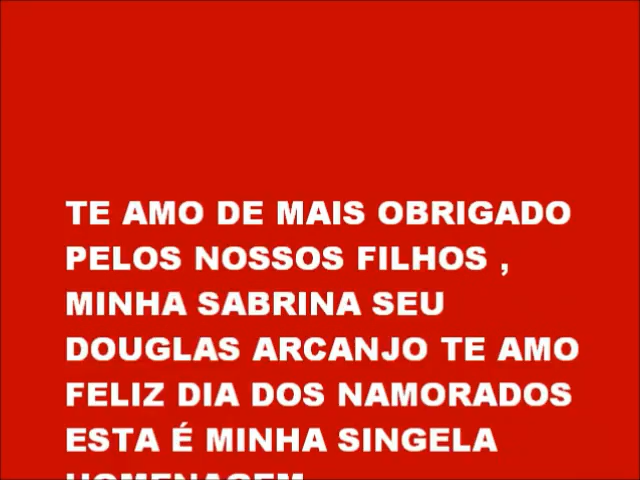 TE AMO DE MAIS OBRIGADO
PELOS NOSSOS FILHOS ,
MINHA SABRINA SEU
DOUGLAS ARCANJO TE AMO
FELIZ DIA DOS NAMORADOS
ESTA É MINHA SINGELA
HOMENAGEM